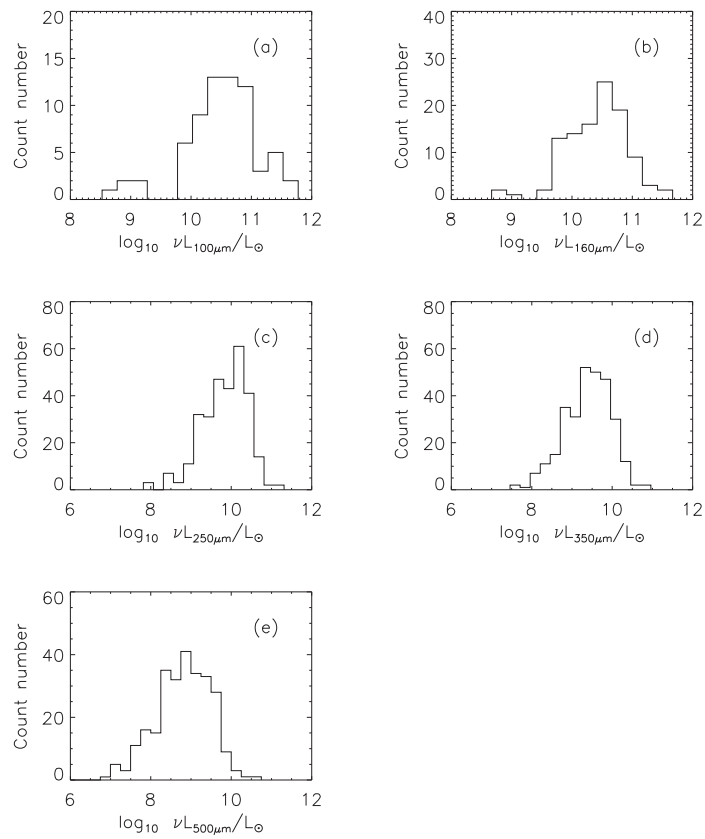 (a)
Count number
20
15
10
5
0
8 9 10 11 12
log₁₀ νL₁₀₀μm/L⊙
(b)
Count number
40
30
20
10
0
8 9 10 11 12
log₁₀ νL₁₆₀μm/L⊙
(c)
Count number
80
60
40
20
0
6 8 10 12
log₁₀ νL₂₅₀μm/L⊙
(d)
Count number
80
60
40
20
0
6 8 10 12
log₁₀ νL₃₅₀μm/L⊙
(e)
Count number
60
40
20
0
6 8 10 12
log₁₀ νL₅₀₀μm/L⊙